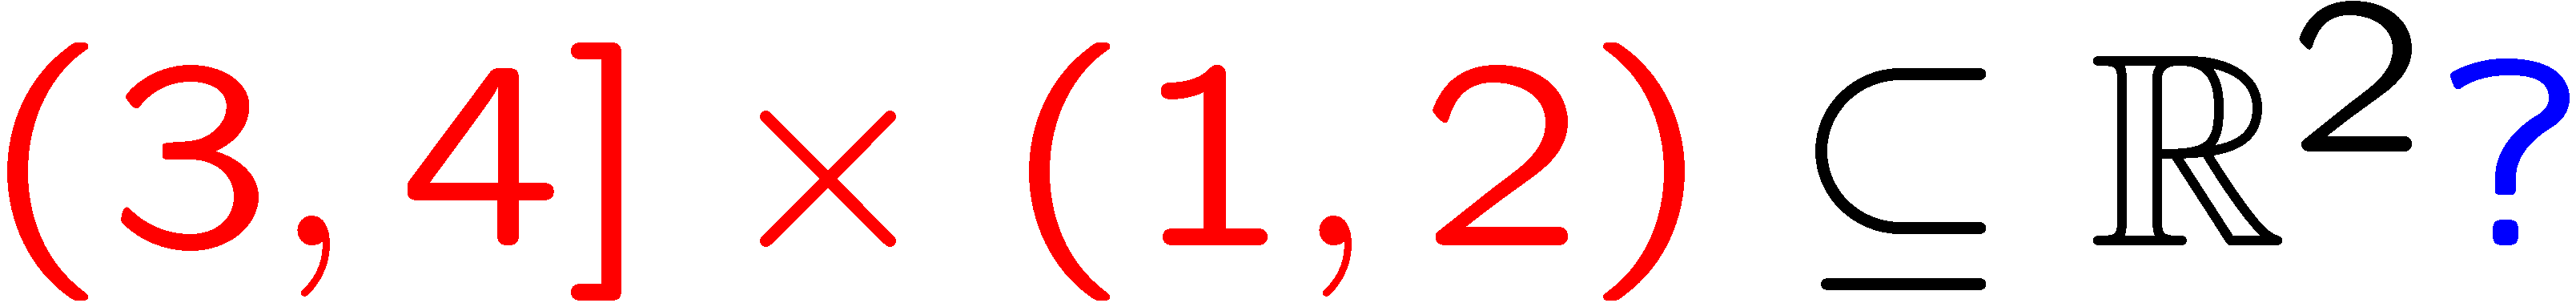 (3, 4] × (1, 2) ⊆ ℝ²?